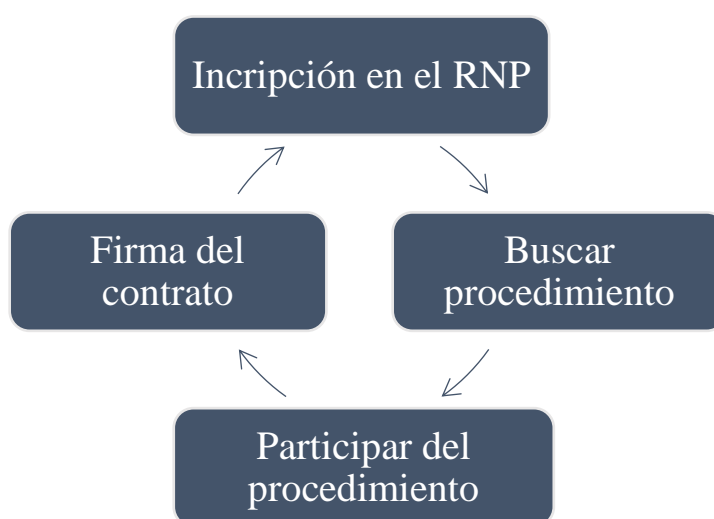 Incripción en el RNP
Buscar
procedimiento
Participar del
procedimiento
Firma del
contrato